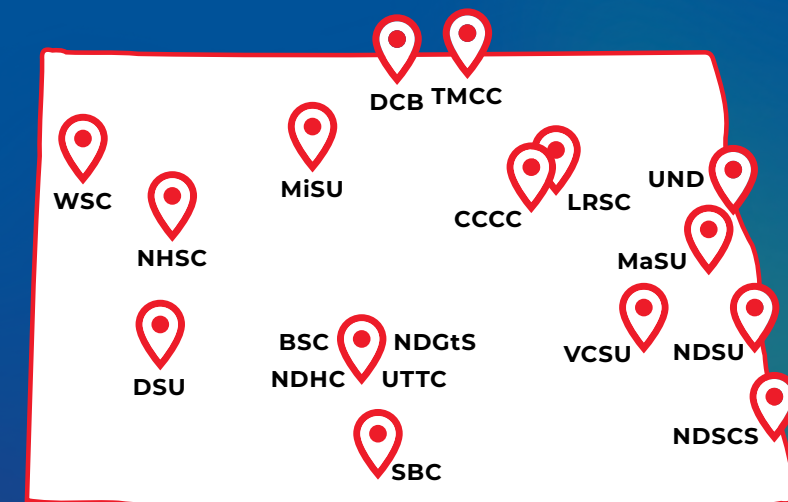 DCB
TMCC
WSC
MiSU
UND
LRSC
CCCC
NHSC
MaSU
BSC
NDGtS
VCSU
NDSU
NDHC
UTTC
DSU
NDSCS
SBC